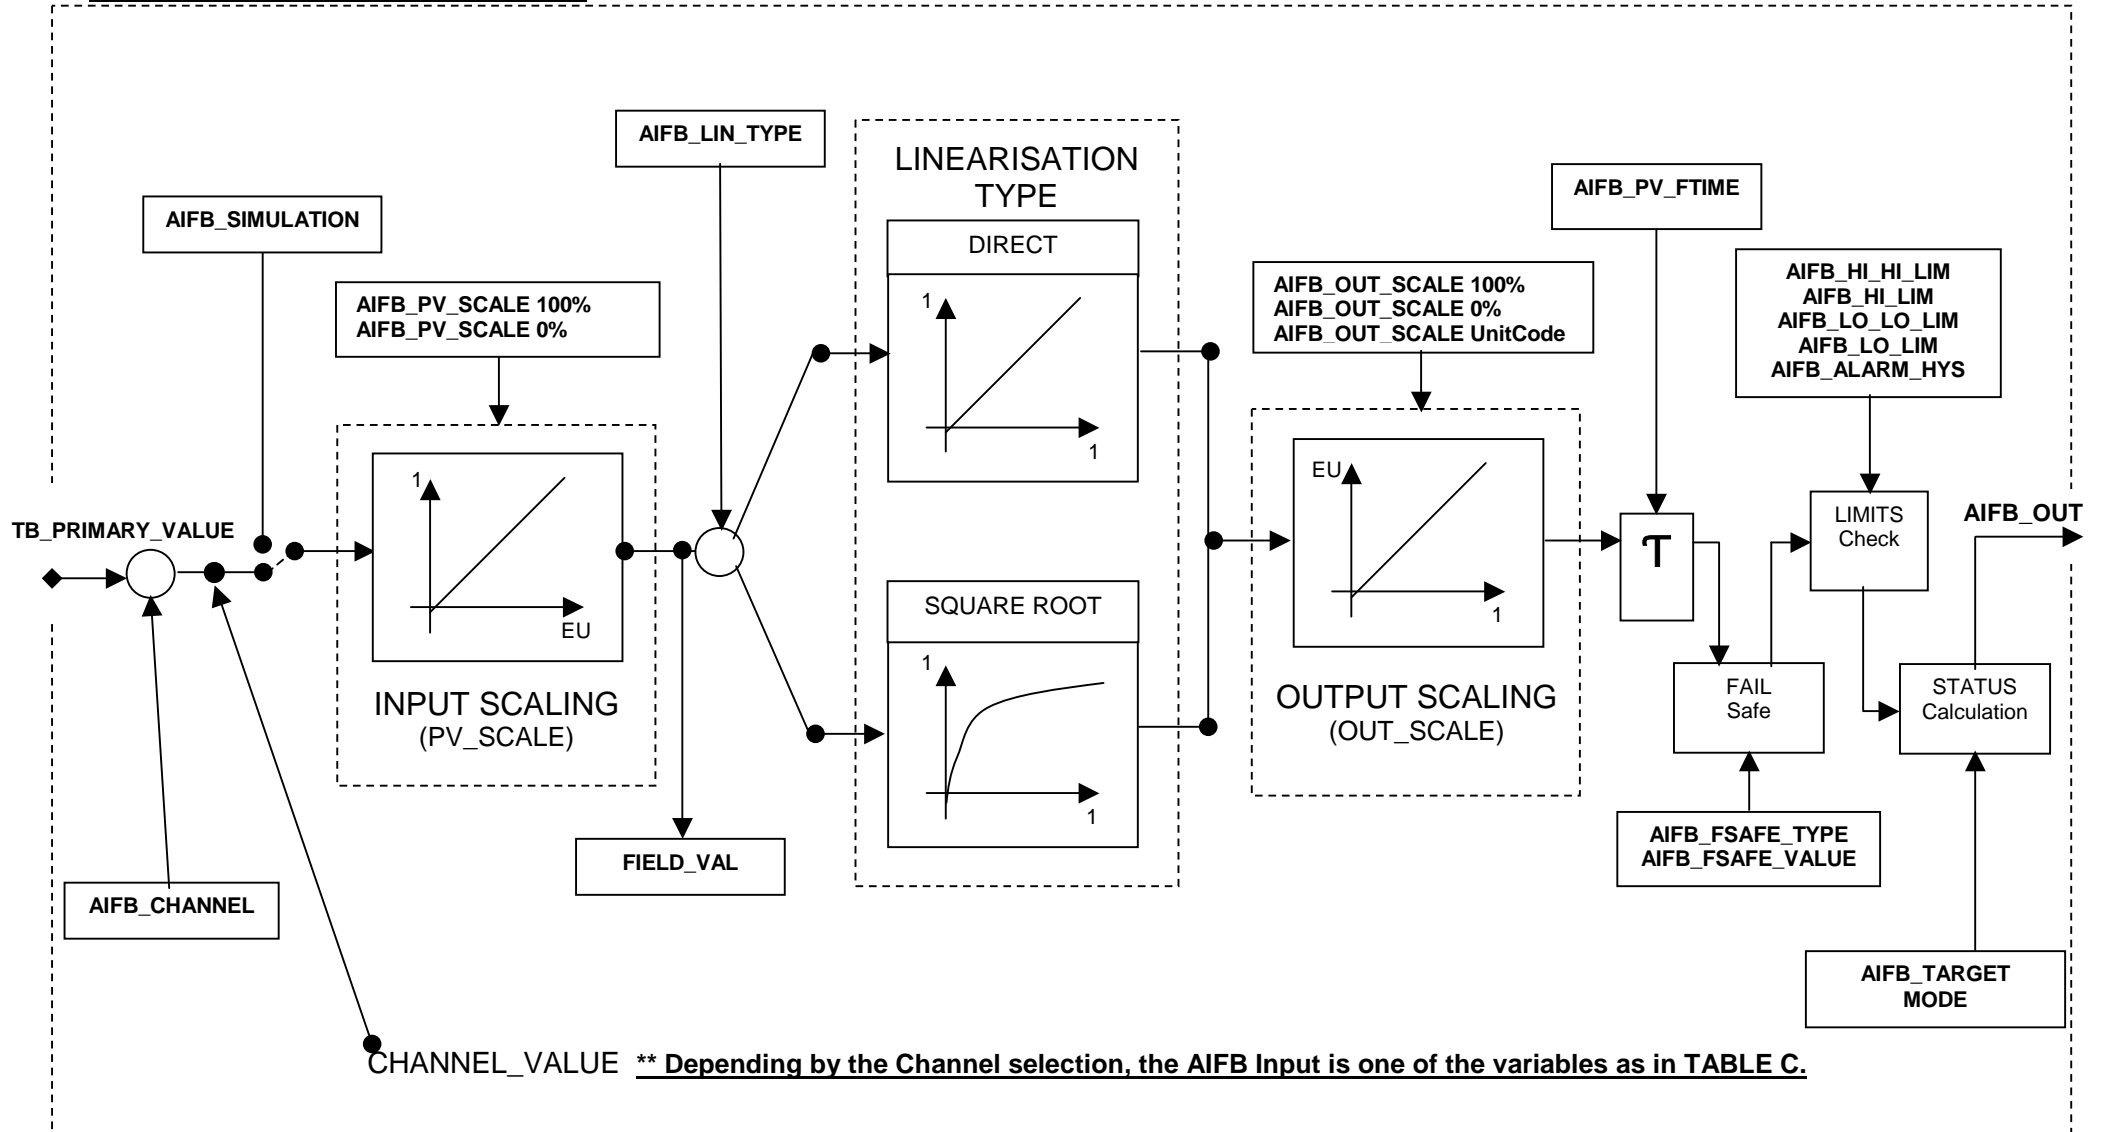 AIFB_LIN_TYPE
LINEARISATION
TYPE
AIFB_PV_FTIME
AIFB_SIMULATION
DIRECT
1
1
AIFB_PV_SCALE 100%
AIFB_PV_SCALE 0%
AIFB_OUT_SCALE 100%
AIFB_OUT_SCALE 0%
AIFB_OUT_SCALE UnitCode
AIFB_HI_HI_LIM
AIFB_HI_LIM
AIFB_LO_LO_LIM
AIFB_LO_LIM
AIFB_ALARM_HYS
TB_PRIMARY_VALUE
1
EU
INPUT SCALING
(PV_SCALE)
SQUARE ROOT
1
1
EU
1
OUTPUT SCALING
(OUT_SCALE)
T
LIMITS
Check
AIFB_OUT
FAIL
Safe
STATUS
Calculation
FIELD_VAL
AIFB_FSAFE_TYPE
AIFB_FSAFE_VALUE
AIFB_CHANNEL
AIFB_TARGET
MODE
CHANNEL_VALUE ** Depending by the Channel selection, the AIFB Input is one of the variables as in TABLE C.